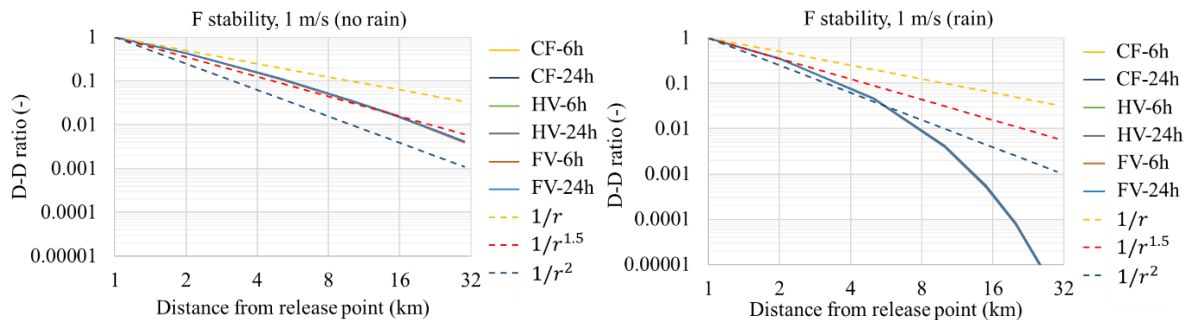 F stability, 1 m/s (no rain)
D-D ratio (-)
1
0.1
0.01
0.001
0.0001
0.00001
1 2 4 8 16 32
Distance from release point (km)
CF-6h
CF-24h
HV-6h
HV-24h
FV-6h
FV-24h
1/r
1/r^1.5
1/r^2
F stability, 1 m/s (rain)
D-D ratio (-)
1
0.1
0.01
0.001
0.0001
0.00001
1 2 4 8 16 32
Distance from release point (km)
CF-6h
CF-24h
HV-6h
HV-24h
FV-6h
FV-24h
1/r
1/r^1.5
1/r^2